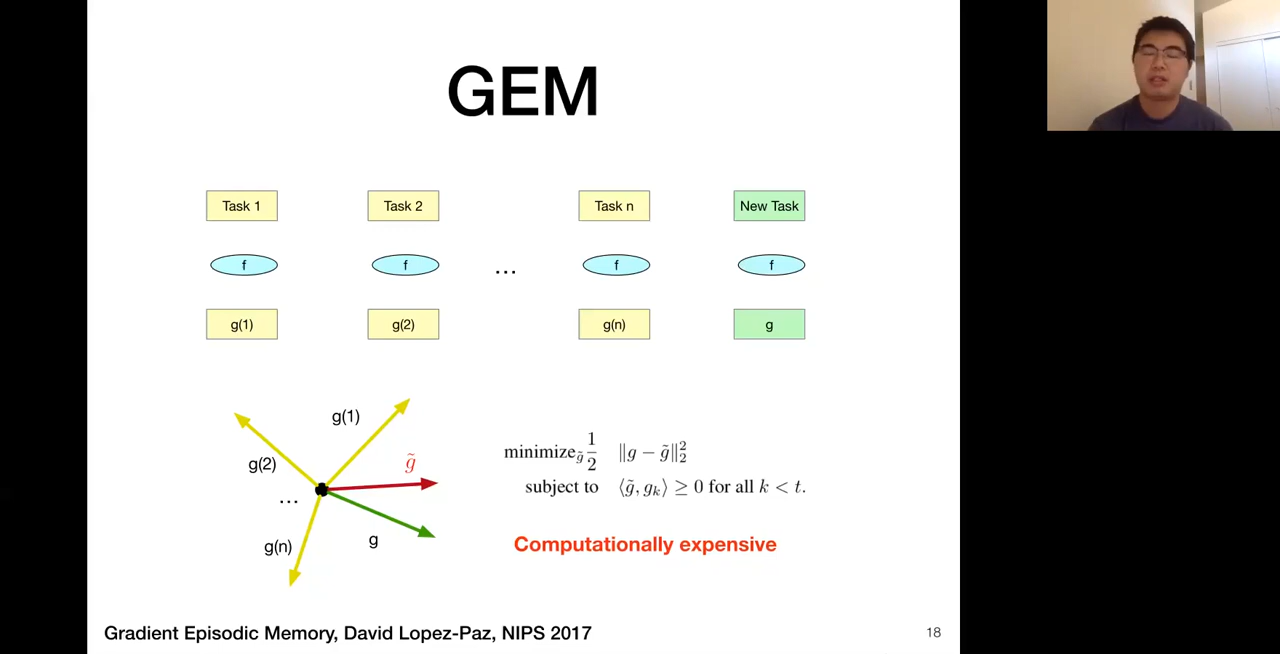 GEM
Task 1
Task 2
Task n
New Task
f
f
...
f
f
g(1)
g(2)
g(n)
g
g(1)
g(2)
g̃
...
g(n)
g
minimize_g̃ 1/2 ‖g − g̃‖₂²
subject to ⟨g̃, gₖ⟩ ≥ 0 for all k < t.
Computationally expensive
Gradient Episodic Memory, David Lopez-Paz, NIPS 2017
18